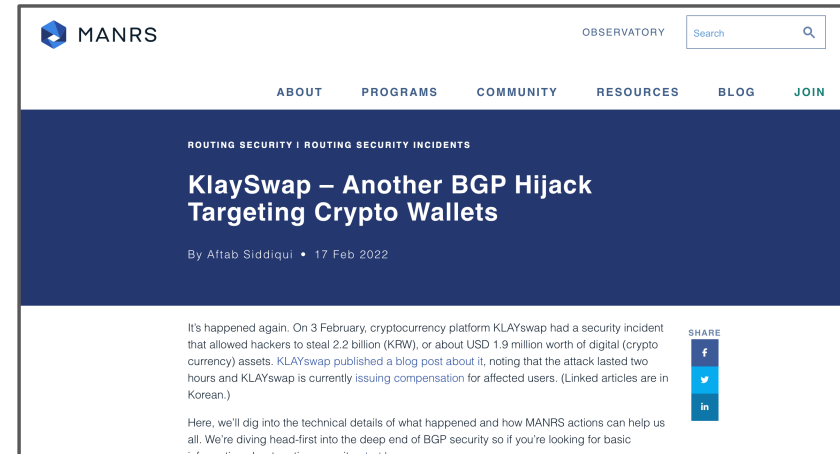 MANRS
OBSERVATORY
Search
ABOUT PROGRAMS COMMUNITY RESOURCES BLOG JOIN
ROUTING SECURITY | ROUTING SECURITY INCIDENTS
KlaySwap – Another BGP Hijack
Targeting Crypto Wallets
By Aftab Siddiqui • 17 Feb 2022
It's happened again. On 3 February, cryptocurrency platform KLAYswap had a security incident
that allowed hackers to steal 2.2 billion (KRW), or about USD 1.9 million worth of digital (crypto
currency) assets. KLAYswap published a blog post about it, noting that the attack lasted two
hours and KLAYswap is currently issuing compensation for affected users. (Linked articles are in
Korean.)
SHARE
Here, we'll dig into the technical details of what happened and how MANRS actions can help us
all. We're diving head-first into the deep end of BGP security so if you're looking for basic